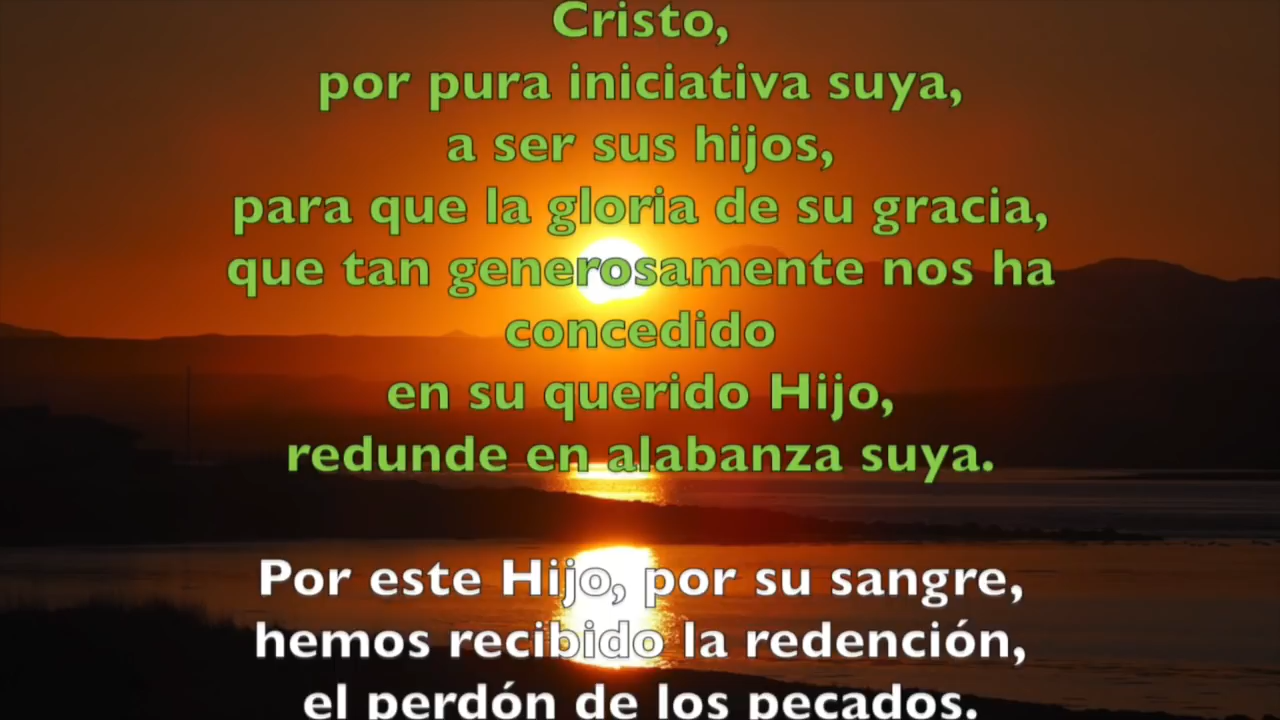 Cristo,
por pura iniciativa suya,
a ser sus hijos,
para que la gloria de su gracia,
que tan generosamente nos ha
concedido
en su querido Hijo,
redunde en alabanza suya.
Por este Hijo, por su sangre,
hemos recibido la redención,
el perdón de los pecados.